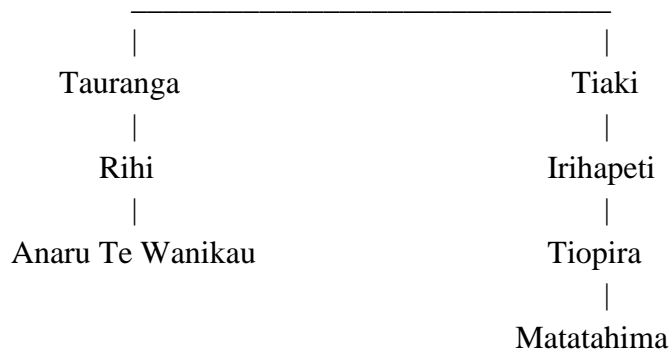 Tauranga Tiaki
Rihi Irihapeti
Anaru Te Wanikau Tiopira
Matatahima